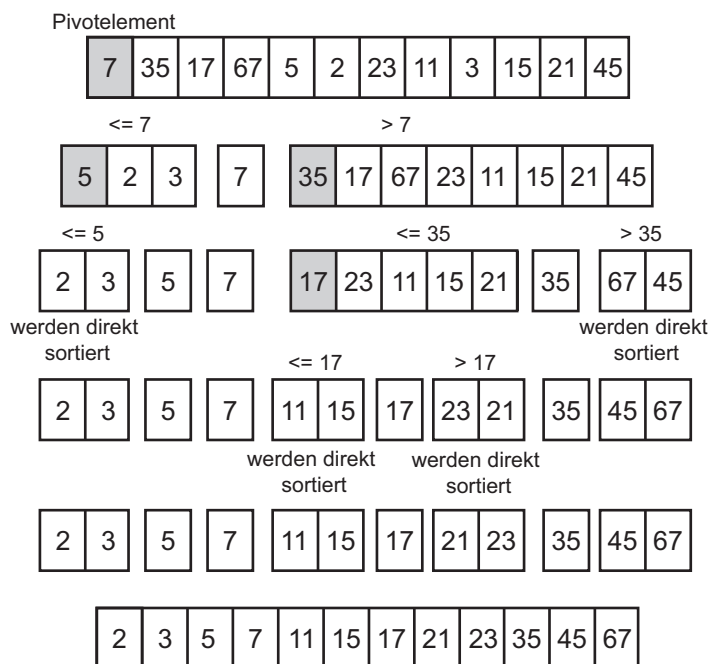 Pivotelement
7 35 17 67 5 2 23 11 3 15 21 45
<= 7 > 7
5 2 3 7 35 17 67 23 11 15 21 45
<= 5 <= 35 > 35
2 3 5 7 17 23 11 15 21 35 67 45
werden direkt werden direkt
sortiert sortiert
<= 17 > 17
2 3 5 7 11 15 17 23 21 35 45 67
werden direkt werden direkt
sortiert sortiert
2 3 5 7 11 15 17 21 23 35 45 67
2 3 5 7 11 15 17 21 23 35 45 67